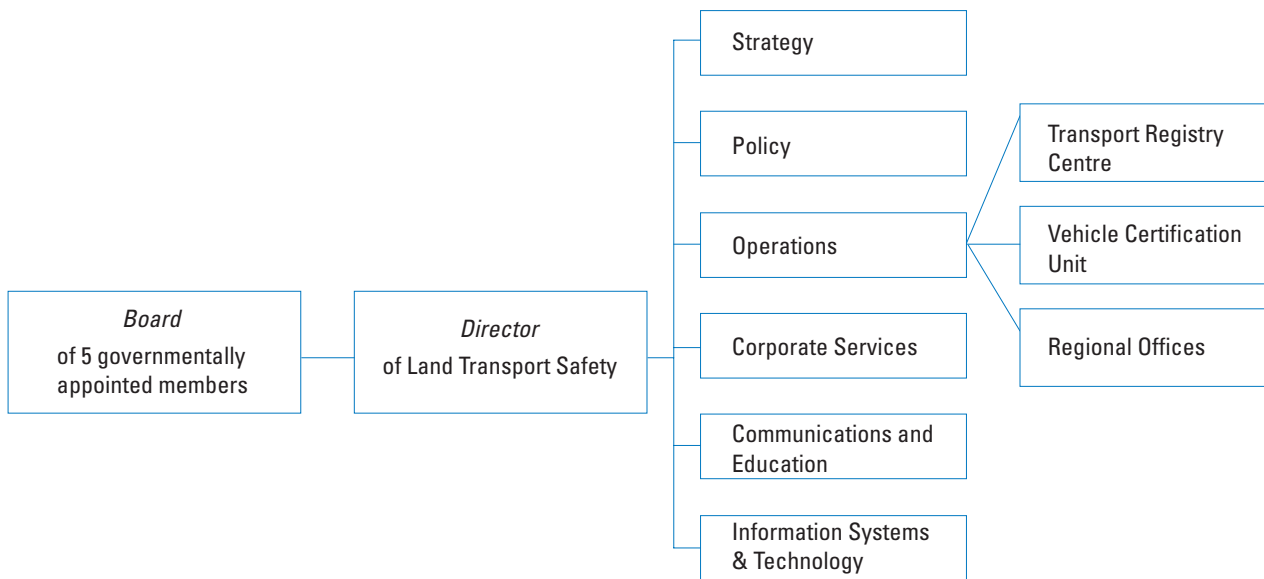 Board
of 5 governmentally
appointed members
Director
of Land Transport Safety
Strategy
Policy
Operations
Corporate Services
Communications and
Education
Information Systems
& Technology
Transport Registry
Centre
Vehicle Certification
Unit
Regional Offices